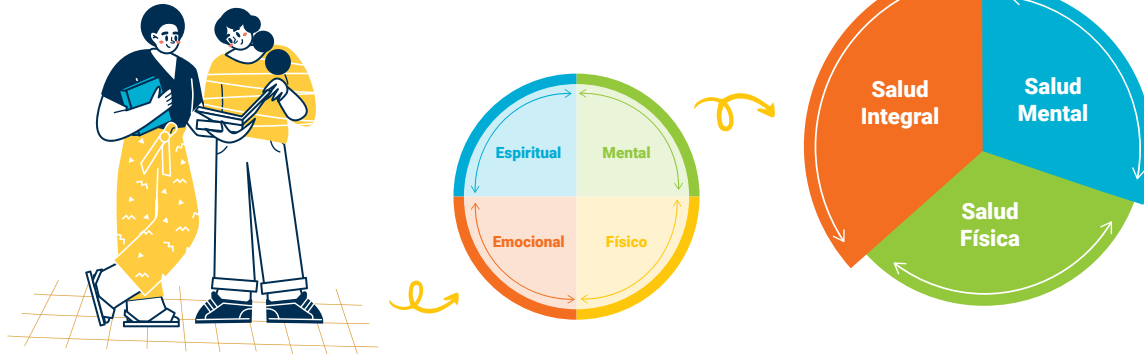 Espiritual
Mental
Emocional
Físico
Salud
Integral
Salud
Mental
Salud
Física